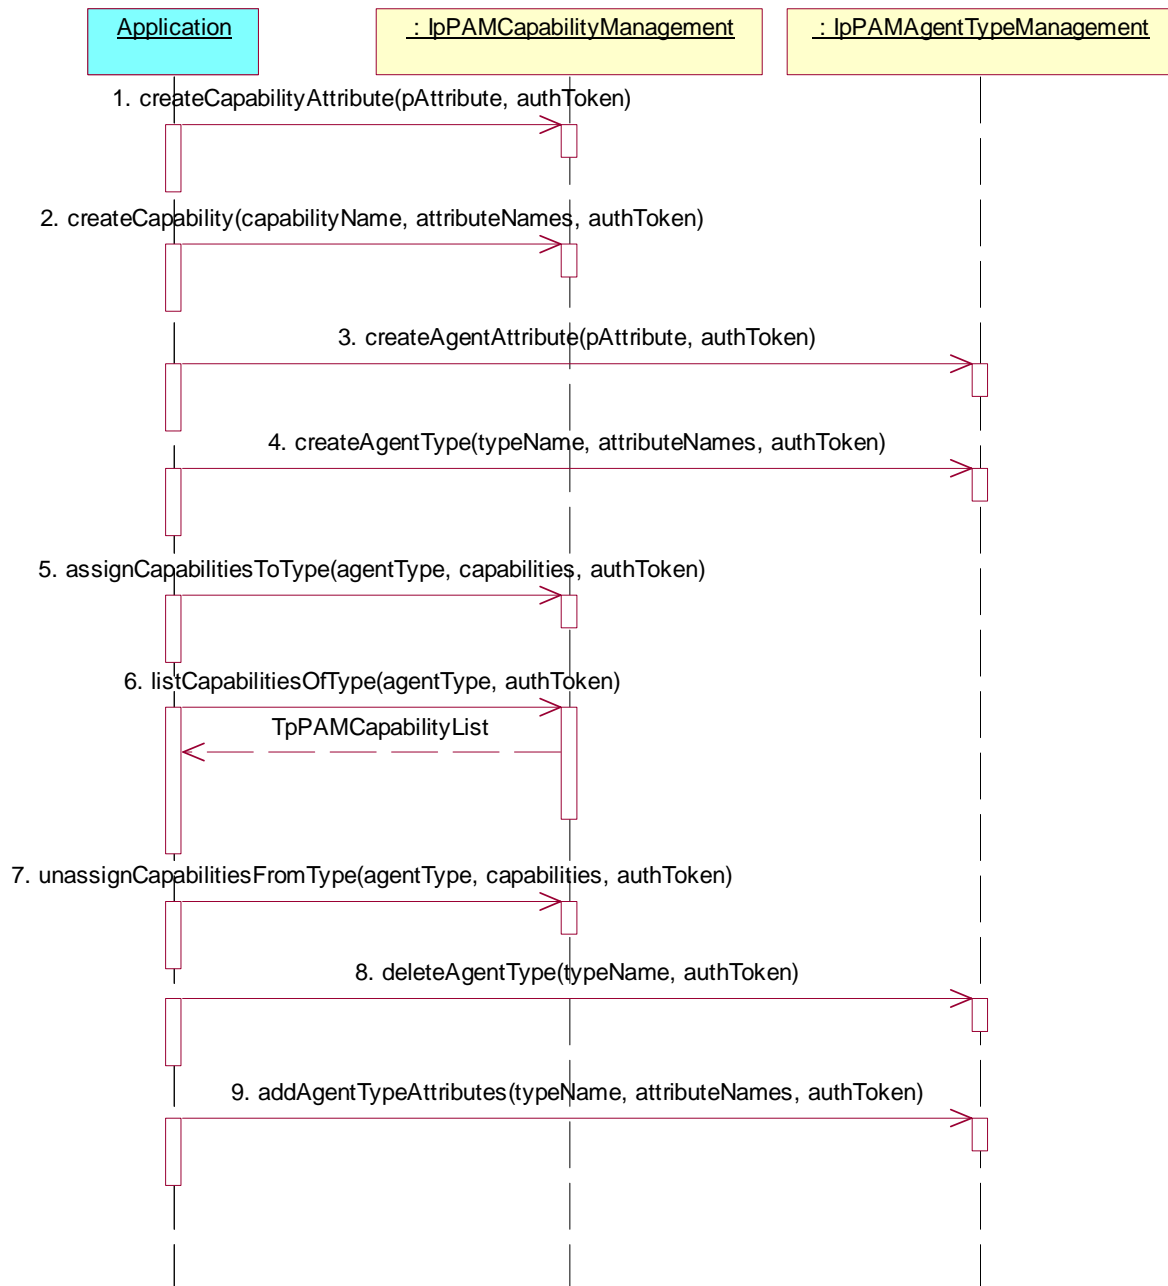 Application
: IpPAMCapabilityManagement
: IpPAMAgentTypeManagement
1. createCapabilityAttribute(pAttribute, authToken)
2. createCapability(capabilityName, attributeNames, authToken)
3. createAgentAttribute(pAttribute, authToken)
4. createAgentType(typeName, attributeNames, authToken)
5. assignCapabilitiesToType(agentType, capabilities, authToken)
6. listCapabilitiesOfType(agentType, authToken)
TpPAMCapabilityList
7. unassignCapabilitiesFromType(agentType, capabilities, authToken)
8. deleteAgentType(typeName, authToken)
9. addAgentTypeAttributes(typeName, attributeNames, authToken)